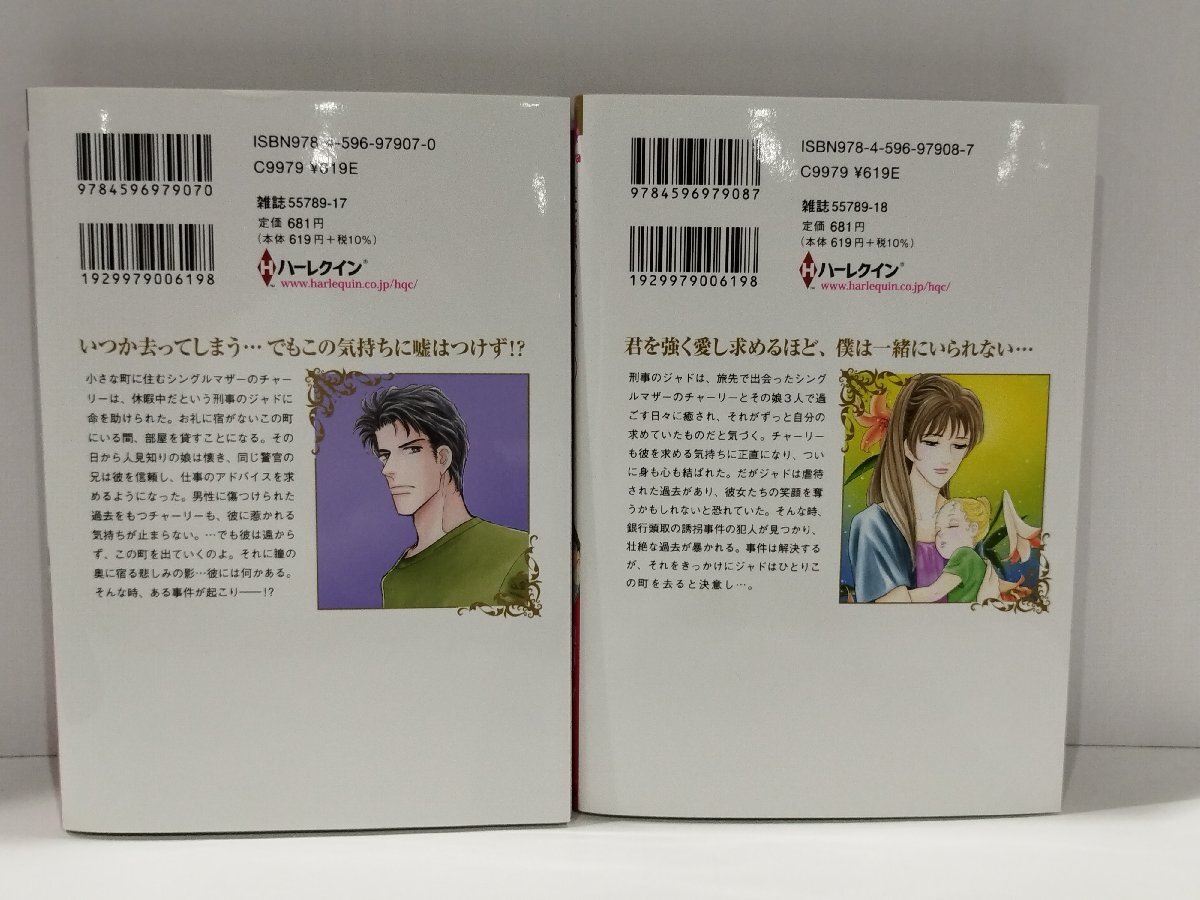 ISBN978-4-596-97907-0
C9979 ¥619E
9784596979070
雑誌 55789-17
定価 681円
(本体 619円+税10%)
1929979006198
ハーレクイン®
™
www.harlequin.co.jp/hqc/
いつか去ってしまう…でもこの気持ちに嘘はつけず!?
小さな町に住むシングルマザーのチャー
リーは、休暇中だという刑事のジャドに
命を助けられた。お礼に宿がないこの町
にいる間、部屋を貸すことになる。その
日から人見知りの娘は懐き、同じ警官の
兄は彼を信頼し、仕事のアドバイスを求
めるようになった。男性に傷つけられた
過去をもつチャーリーも、彼に惹かれる
気持ちが止まらない。…でも彼は遠から
ず、この町を出ていくのよ。それに瞳の
奥に宿る悲しみの影…彼には何かある。
そんな時、ある事件が起こり――!?
ISBN978-4-596-97908-7
C9979 ¥619E
9784596979087
雑誌 55789-18
定価 681円
(本体 619円+税10%)
1929979006198
ハーレクイン®
™
www.harlequin.co.jp/hqc/
君を強く愛し求めるほど、僕は一緒にいられない…
刑事のジャドは、旅先で出会ったシング
ルマザーのチャーリーとその娘3人で過
ごす日々に癒され、それがずっと自分の
求めていたものだと気づく。チャーリー
も彼を求める気持ちに正直になり、つい
に身も心も結ばれた。だがジャドは虐待
された過去があり、彼女たちの笑顔を奪
うかもしれないと恐れていた。そんな時、
銀行頭取の誘拐事件の犯人が見つかり、
壮絶な過去が暴かれる。事件は解決する
が、それをきっかけにジャドはひとりこ
の町を去ると決意し…。